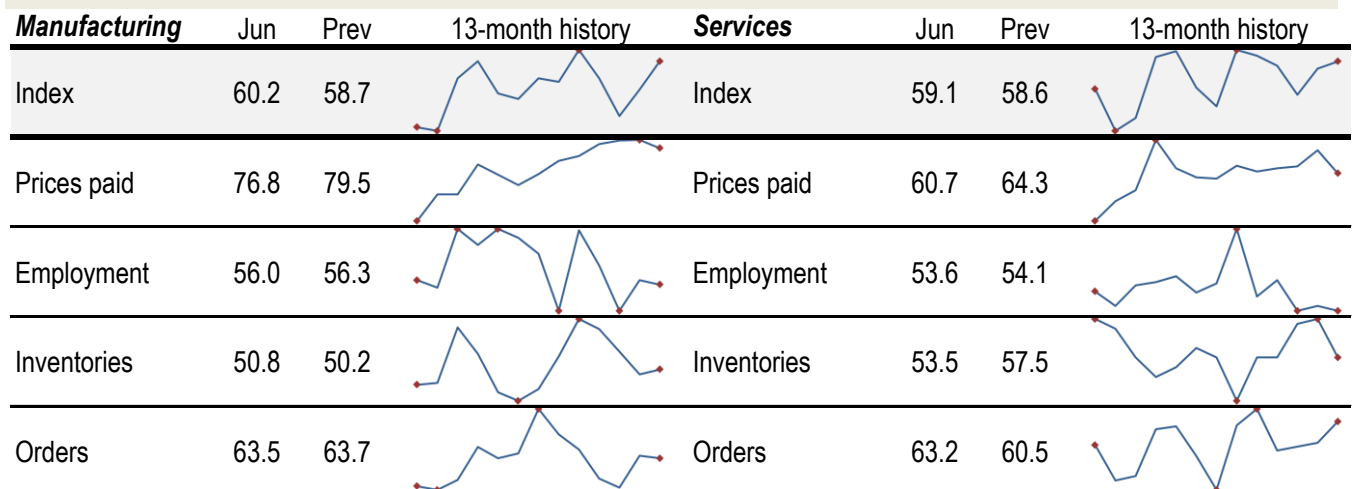 Manufacturing Jun Prev 13-month history Services Jun Prev 13-month history
Index 60.2 58.7 Index 59.1 58.6
Prices paid 76.8 79.5 Prices paid 60.7 64.3
Employment 56.0 56.3 Employment 53.6 54.1
Inventories 50.8 50.2 Inventories 53.5 57.5
Orders 63.5 63.7 Orders 63.2 60.5